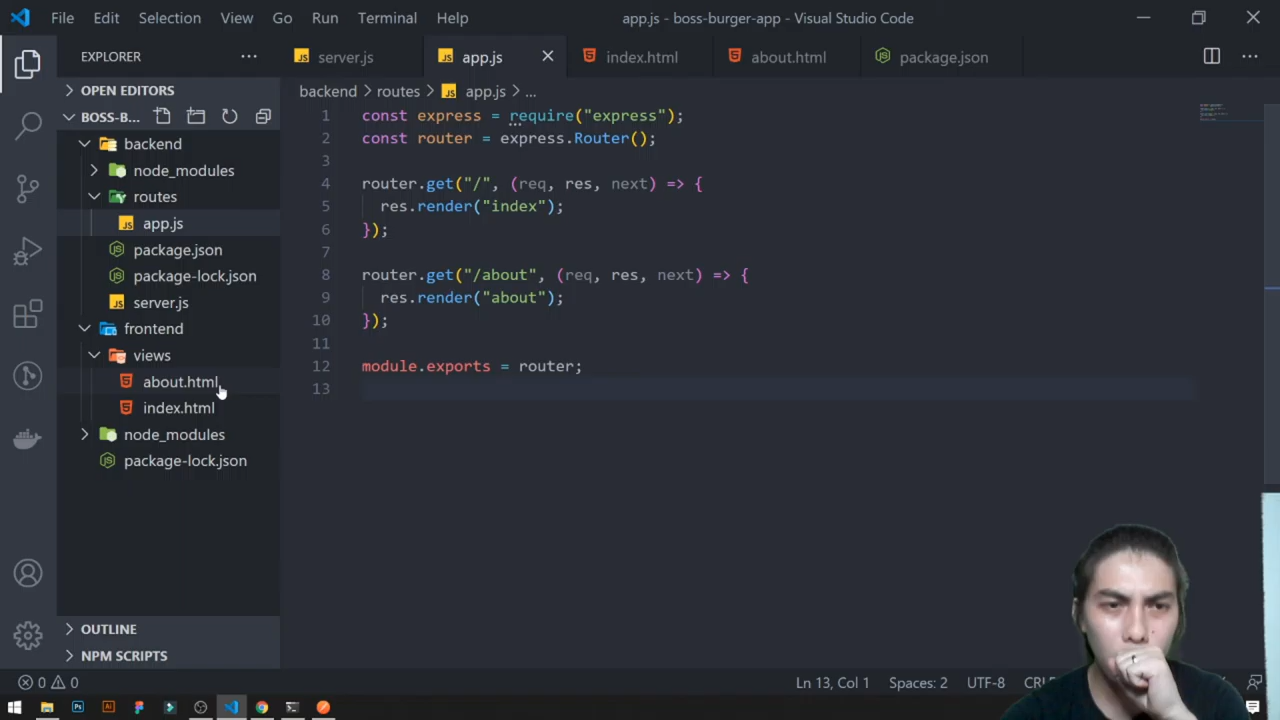 File Edit Selection View Go Run Terminal Help app.js - boss-burger-app - Visual Studio Code
EXPLORER
server.js app.js index.html about.html package.json
OPEN EDITORS
BOSS-B...
backend
node_modules
routes
app.js
package.json
package-lock.json
server.js
frontend
views
about.html
index.html
node_modules
package-lock.json
OUTLINE
NPM SCRIPTS
backend > routes > app.js > ...
1 const express = require("express");
2 const router = express.Router();
3
4 router.get("/", (req, res, next) => {
5 res.render("index");
6 });
7
8 router.get("/about", (req, res, next) => {
9 res.render("about");
10 });
11
12 module.exports = router;
13
0 0 Ln 13, Col 1 Spaces: 2 UTF-8